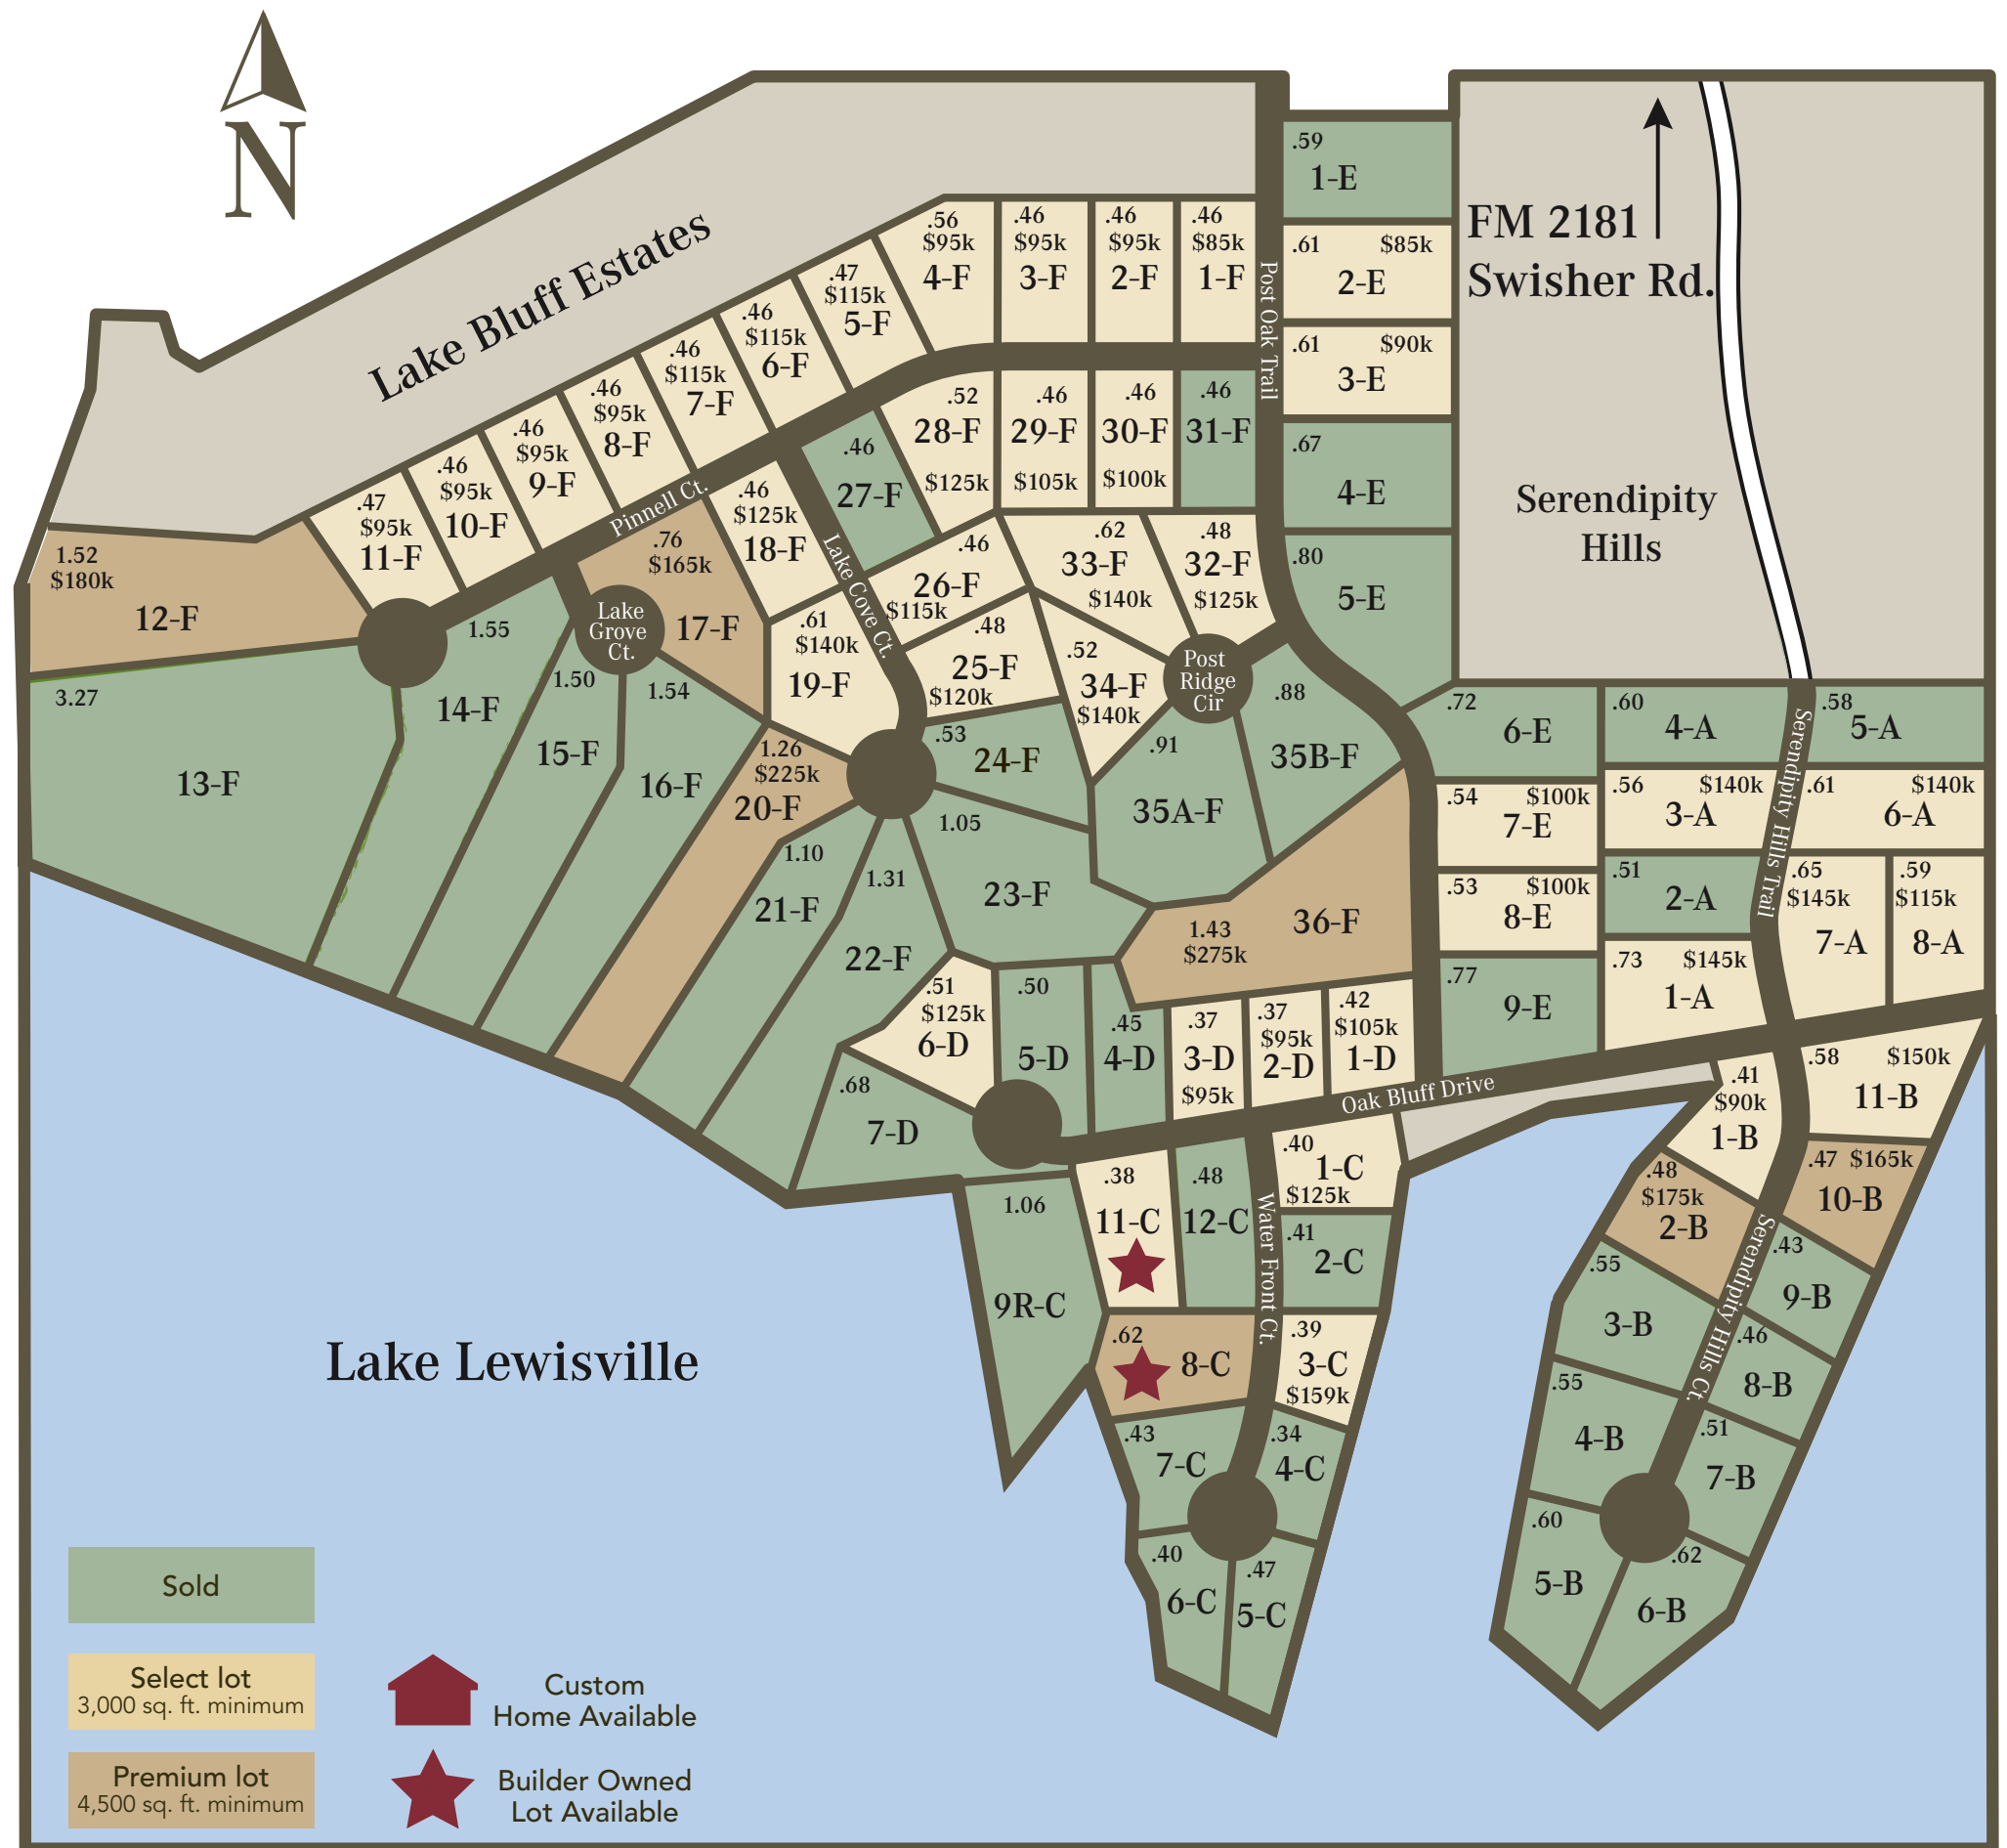 N
Lake Bluff Estates
FM 2181
Swisher Rd.
Serendipity
Hills
.59
1-E
.61 $85k
2-E
.61 $90k
3-E
.67
4-E
.80
5-E
.56
$95k
4-F
.46
$95k
3-F
.46
$95k
2-F
.46
$85k
1-F
Post Oak Trail
.47
$115k
5-F
.46
$115k
6-F
.46
$115k
7-F
.46
$95k
8-F
.46
$95k
9-F
.46
$95k
10-F
.47
$95k
11-F
1.52
$180k
12-F
3.27
13-F
1.55
14-F
1.50
15-F
1.54
16-F
Pinnell Ct.
Lake
Grove
Ct.
.76
$165k
17-F
.46
$125k
18-F
.61
$140k
19-F
Lake Cove Ct.
1.26
$225k
20-F
1.10
21-F
1.31
22-F
1.05
23-F
.53
24-F
.48
25-F
$120k
.46
26-F
$115k
.46
27-F
.52
28-F
$125k
.46
29-F
$105k
.46
30-F
$100k
.46
31-F
.48
32-F
$125k
.62
33-F
$140k
.52
34-F
$140k
Post
Ridge
Cir
.91
35A-F
.88
35B-F
1.43
$275k
36-F
.72
6-E
.54 $100k
7-E
.53 $100k
8-E
.77
9-E
.60
4-A
.58
5-A
.56 $140k
3-A
.61 $140k
6-A
.51
2-A
.65
$145k
7-A
.59
$115k
8-A
.73 $145k
1-A
Serendipity Hills Trail
.51
$125k
6-D
.50
5-D
.45
4-D
.37
3-D
$95k
.37
$95k
2-D
.42
$105k
1-D
.68
7-D
Oak Bluff Drive
1.06
9R-C
.38
11-C
.48
12-C
.40
1-C
$125k
.41
2-C
Water Front Ct.
.62
8-C
.39
3-C
$159k
.43
7-C
.34
4-C
.40
6-C
.47
5-C
.41
$90k
1-B
.58 $150k
11-B
.48
$175k
2-B
.47 $165k
10-B
.55
3-B
.43
9-B
Serendipity Hills Ct.
.55
4-B
.46
8-B
.51
7-B
.60
5-B
.62
6-B
Lake Lewisville
Sold
Select lot
3,000 sq. ft. minimum
Premium lot
4,500 sq. ft. minimum
Custom
Home Available
Builder Owned
Lot Available